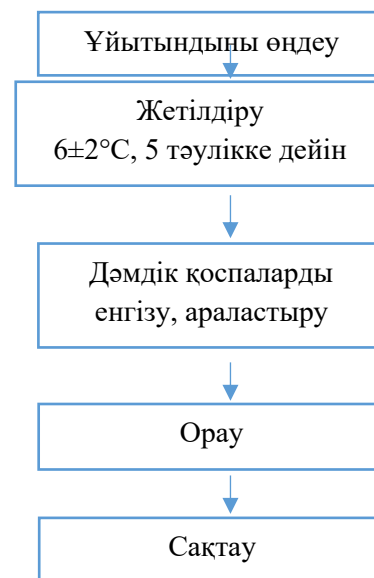 Ұйытындыны өңдеу
Жетілдіру
6±2°С, 5 тәулікке дейін
Дәмдік қоспаларды
енгізу, араластыру
Орау
Сақтау